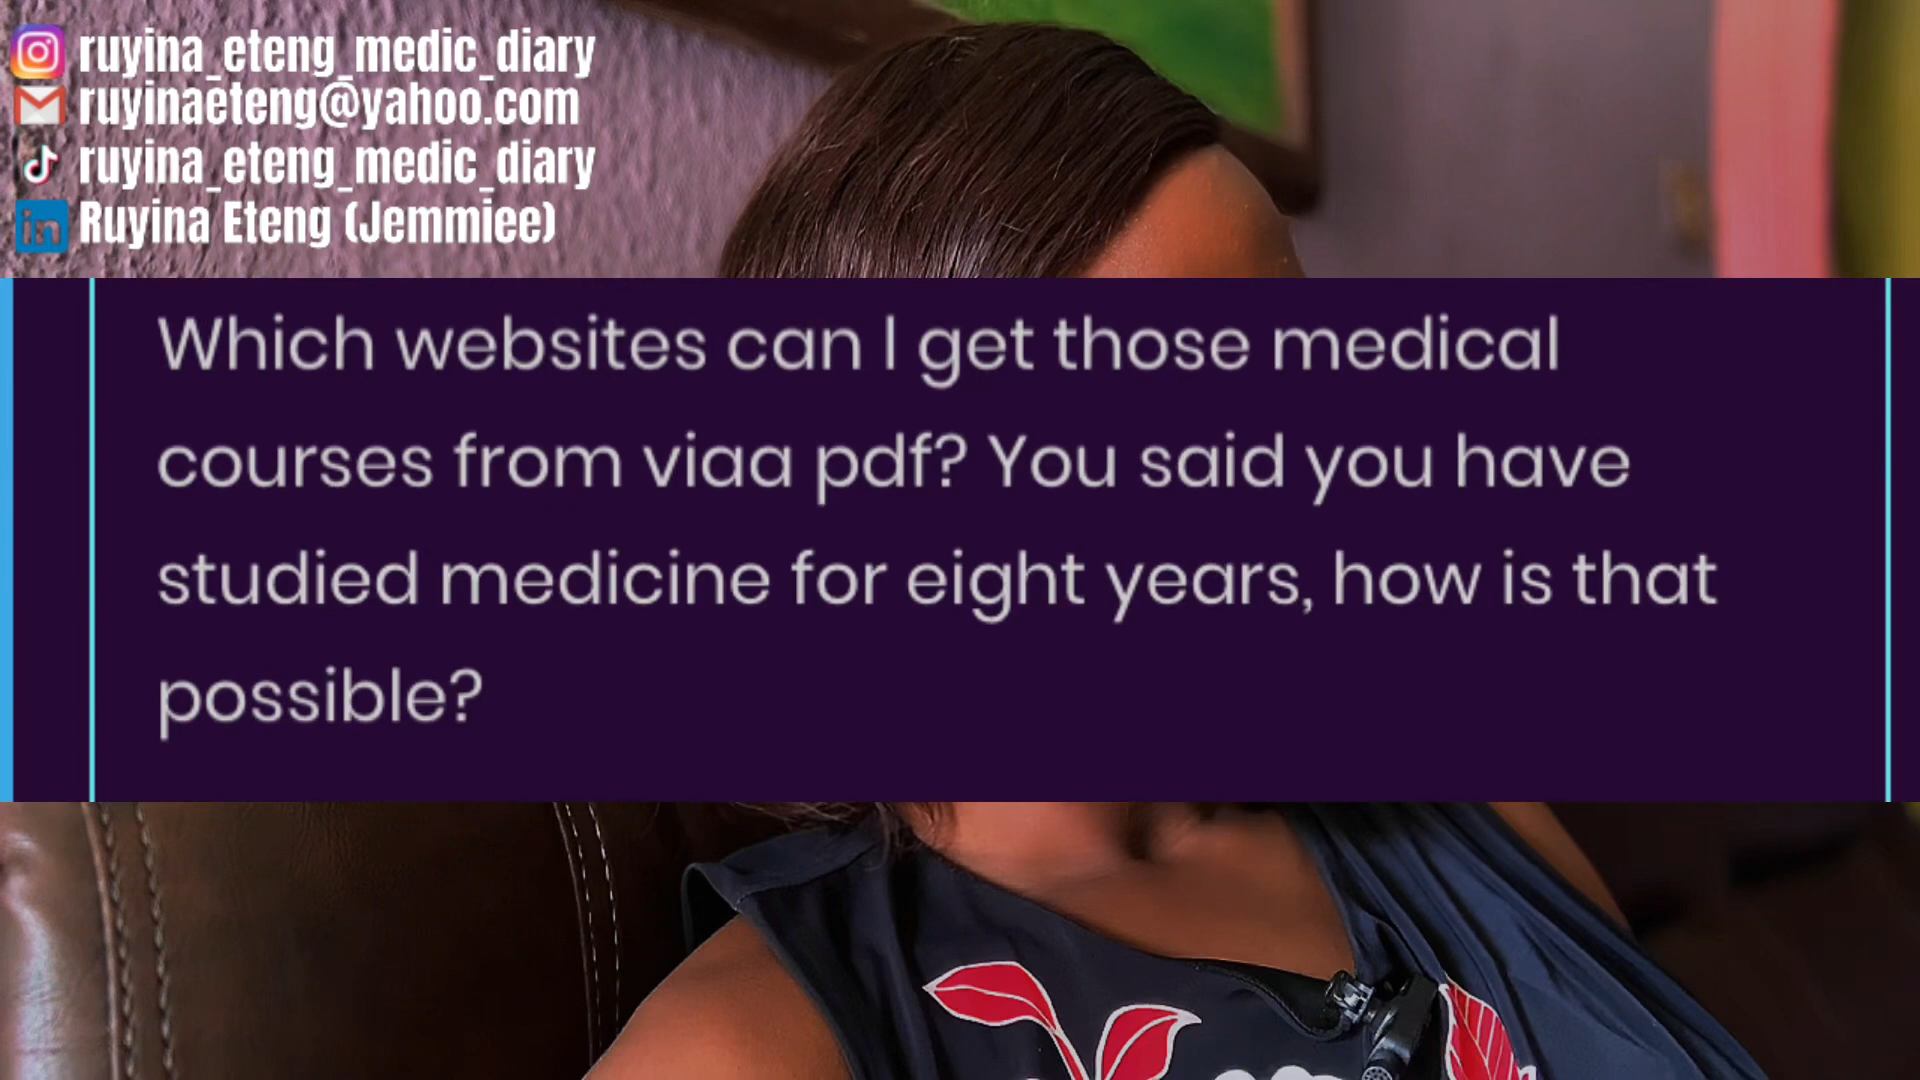 ruyina_eteng_medic_diary
ruyinaeteng@yahoo.com
ruyina_eteng_medic_diary
Ruyina Eteng (Jemmiee)
Which websites can I get those medical
courses from viaa pdf? You said you have
studied medicine for eight years, how is that
possible?